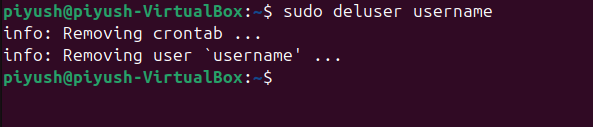 piyush@piyush-VirtualBox:~$ sudo deluser username
info: Removing crontab ...
info: Removing user `username' ...
piyush@piyush-VirtualBox:~$